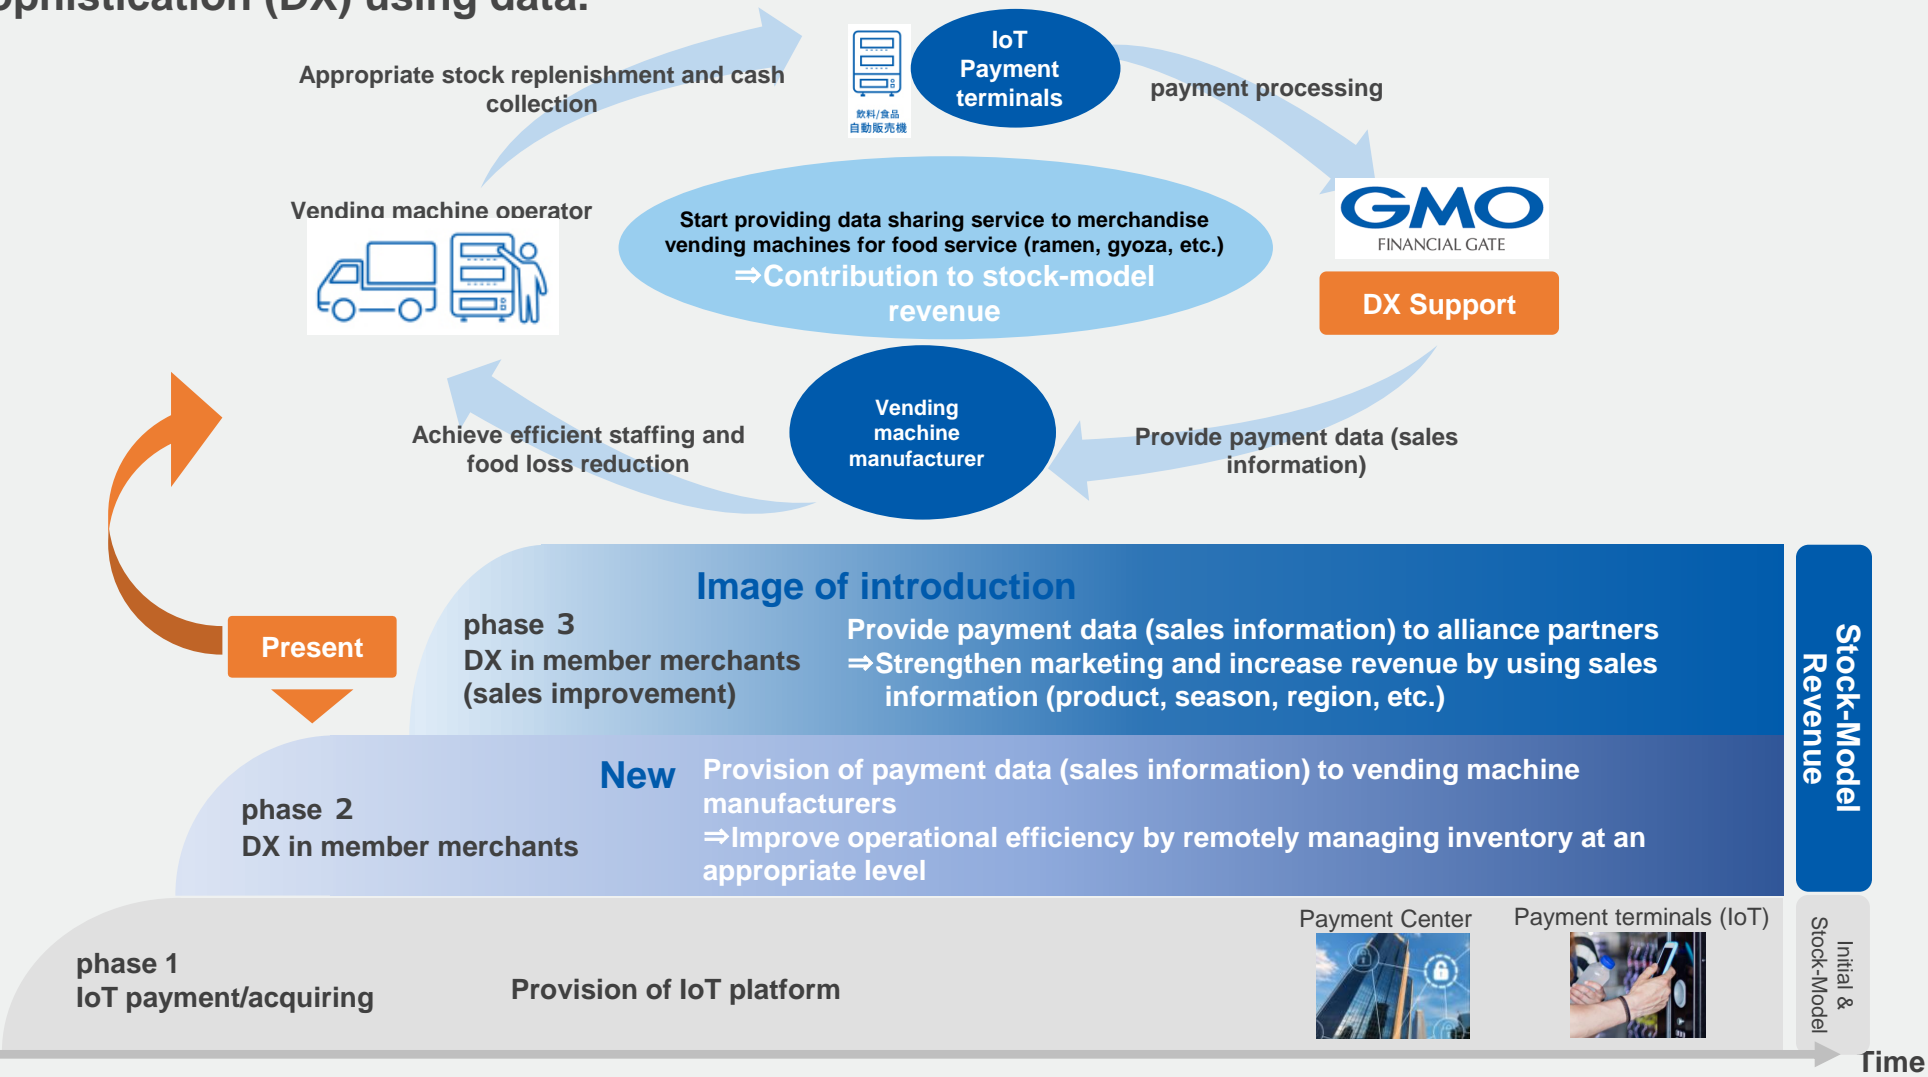 ophistication (DX) using data.
Appropriate stock replenishment and cash
collection
飲料/食品
自動販売機
IoT
Payment
terminals
payment processing
Vending machine operator
Start providing data sharing service to merchandise
vending machines for food service (ramen, gyoza, etc.)
⇒Contribution to stock-model
revenue
GMO
FINANCIAL GATE
DX Support
Achieve efficient staffing and
food loss reduction
Vending
machine
manufacturer
Provide payment data (sales
information)
Present
Image of introduction
phase 3
DX in member merchants
(sales improvement)
Provide payment data (sales information) to alliance partners
⇒Strengthen marketing and increase revenue by using sales
information (product, season, region, etc.)
Stock-Model
Revenue
New
phase 2
DX in member merchants
Provision of payment data (sales information) to vending machine
manufacturers
⇒Improve operational efficiency by remotely managing inventory at an
appropriate level
phase 1
IoT payment/acquiring
Provision of IoT platform
Payment Center
Payment terminals (IoT)
Initial &
Stock-Model
Time